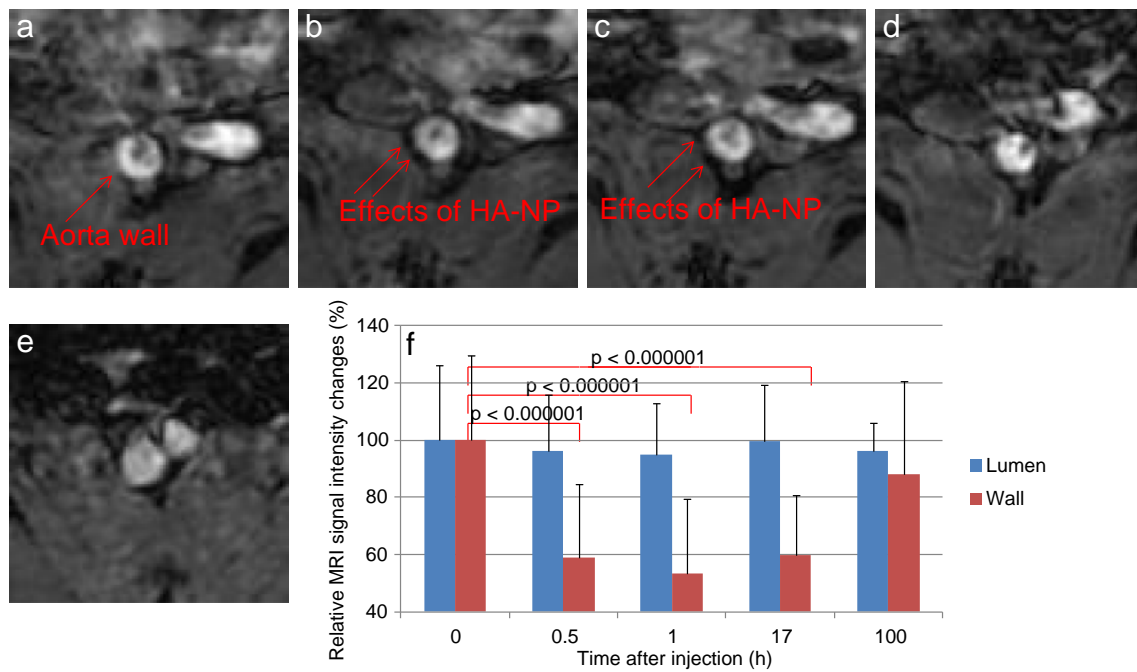 a
b
c
d
Aorta wall
Effects of HA-NP
Effects of HA-NP
e
f
Relative MRI signal intensity changes (%)
140
120
100
80
60
40
p < 0.000001
p < 0.000001
p < 0.000001
Lumen
Wall
0 0.5 1 17 100
Time after injection (h)